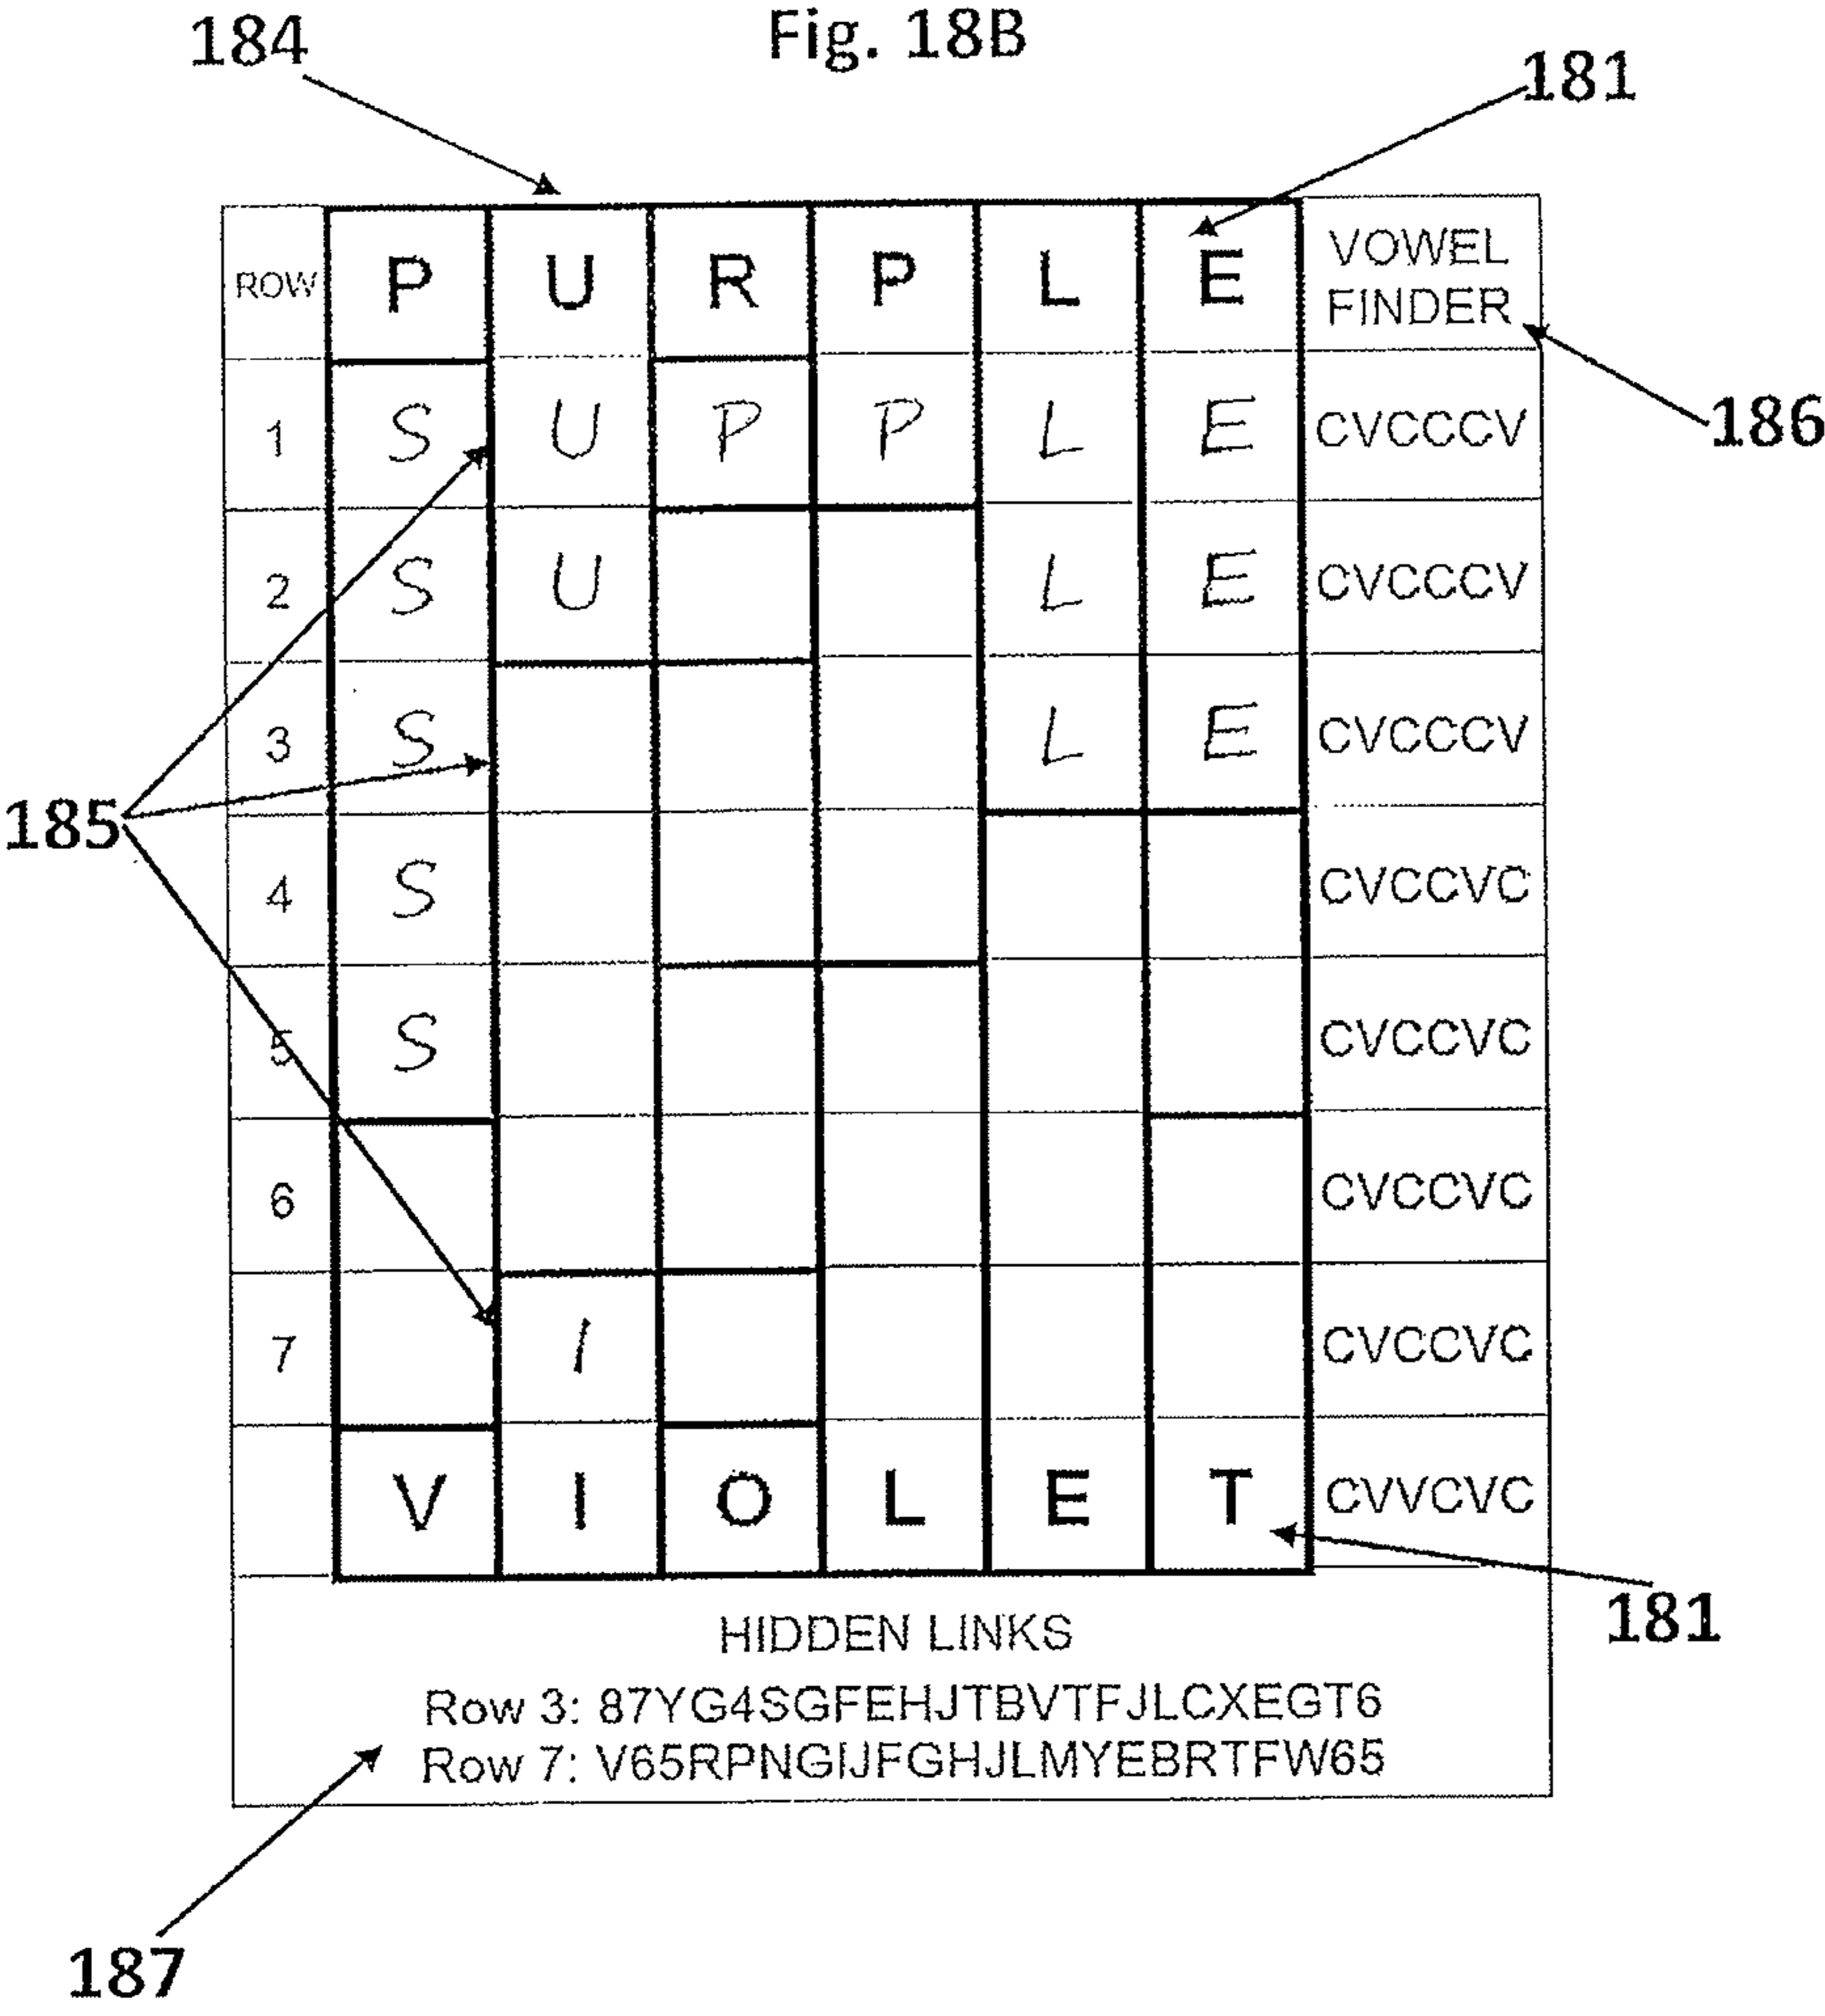 Fig. 18B
184
181
ROW P U R P L E VOWEL FINDER
186
1 S U P P L E CVCCCV
2 S U L E CVCCCV
3 S L E CVCCCV
185
4 S CVCCVC
5 S CVCCVC
6 CVCCVC
7 I CVCCVC
V I O L E T CVVCVC
181
HIDDEN LINKS
Row 3: 87YG4SGFEHJTBVTFJLCXEGT6
Row 7: V65RPNGIJFGHJLMYEBRTFW65
187